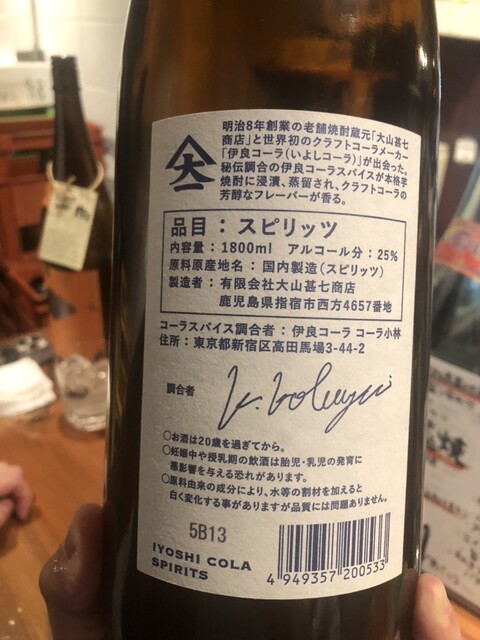 大一
明治8年創業の老舗焼酎蔵元「大山甚七
商店」と世界初のクラフトコーラメーカー
「伊良コーラ(いよしコーラ)」が出会った。
秘伝調合の伊良コーラスパイスが本格芋
焼酎に浸漬、蒸留され、クラフトコーラの
芳醇なフレーバーが香る。
品目：スピリッツ
内容量：1800ml アルコール分：25%
原料原産地名：国内製造(スピリッツ)
製造者：有限会社大山甚七商店
鹿児島県指宿市西方4657番地
コーラスパイス調合者：伊良コーラ コーラ小林
住所：東京都新宿区高田馬場3-44-2
調合者
○お酒は20歳を過ぎてから。
○妊娠中や授乳期の飲酒は胎児・乳児の発育に
悪影響を与える恐れがあります。
○原料由来の成分により、水等の割材を加えると
白く変化する事がありますが品質には問題ありません。
5B13
IYOSHI COLA
SPIRITS
4 949357 200533